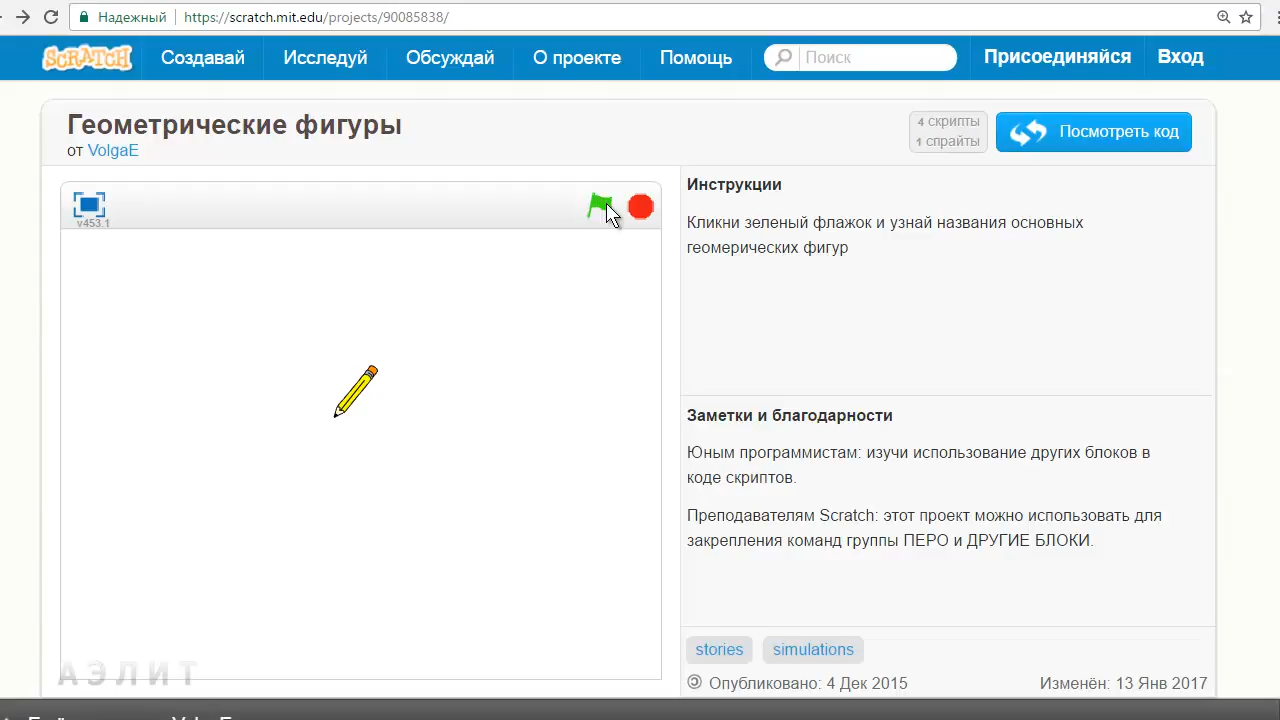 Надежный https://scratch.mit.edu/projects/90085838/
SCRATCH Создавай Исследуй Обсуждай О проекте Помощь Поиск Присоединяйся Вход
Геометрические фигуры
от VolgaE
4 скрипты
1 спрайты
Посмотреть код
v453.1
Инструкции
Кликни зеленый флажок и узнай названия основных
геомерических фигур
Заметки и благодарности
Юным программистам: изучи использование других блоков в
коде скриптов.
Преподавателям Scratch: этот проект можно использовать для
закрепления команд группы ПЕРО и ДРУГИЕ БЛОКИ.
stories simulations
АЭЛИТ
Опубликовано: 4 Дек 2015 Изменён: 13 Янв 2017